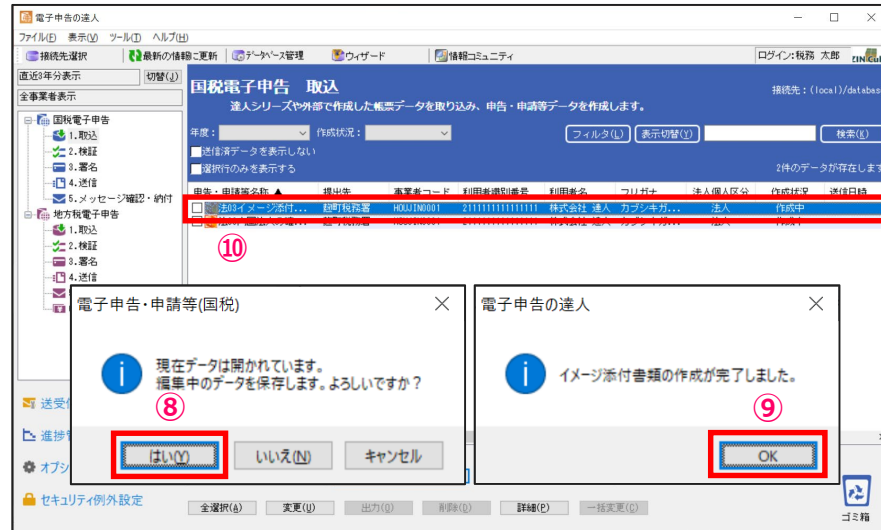 電子申告の達人
ファイル(F) 表示(V) ツール(T) ヘルプ(H)
接続先選択 最新の情報に更新 データベース管理 ウィザード 情報コミュニティ ログイン:税務 太郎
直近3年分表示 切替(J)
全事業者表示
国税電子申告
1.取込
2.検証
3.署名
4.送信
5.メッセージ確認・納付
地方税電子申告
1.取込
2.検証
3.署名
4.送信
国税電子申告 取込
接続先:(local)/databas
達人シリーズや外部で作成した帳票データを取り込み、申告・申請等データを作成します。
年度: 作成状況: フィルタ(L) 表示切替(Y) 検索(K)
送信済データを表示しない
選択行のみを表示する 2件のデータが存在します
申告・申請等名称 ▲ 提出先 事業者コード 利用者識別番号 利用者名 フリガナ 法人個人区分 作成状況 送信日時
法03イメージ添付... 麹町税務署 HOUJIN0001 2111111111111111 株式会社 達人 カブシキガ... 法人 作成中
⑩
電子申告・申請等(国税)
現在データは開かれています。
編集中のデータを保存します。よろしいですか?
⑧
はい(Y) いいえ(N) キャンセル
電子申告の達人
イメージ添付書類の作成が完了しました。
⑨
OK
送受
進捗
オプシ
セキュリティ例外設定
全選択(A) 変更(U) 出力(O) 削除(D) 詳細(P) 一括変更(C)
ゴミ箱